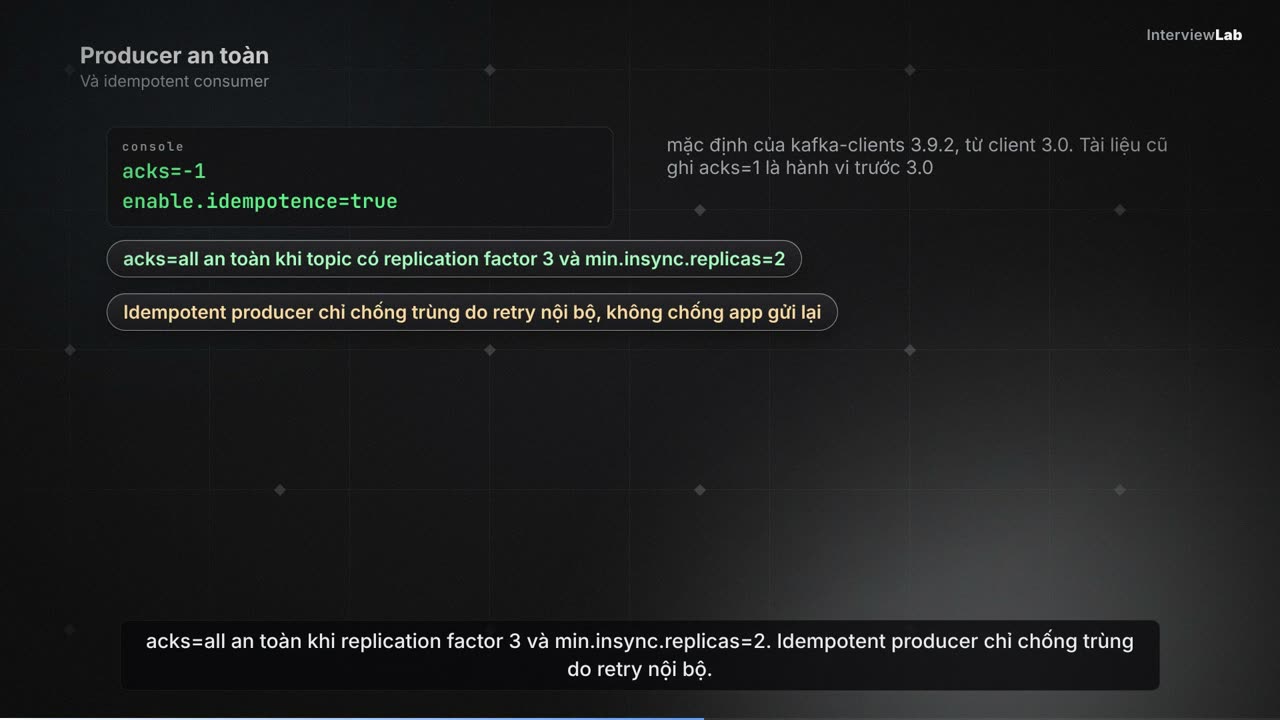 Producer an toàn
Và idempotent consumer
InterviewLab
console
acks=-1
enable.idempotence=true
mặc định của kafka-clients 3.9.2, từ client 3.0. Tài liệu cũ
ghi acks=1 là hành vi trước 3.0
acks=all an toàn khi topic có replication factor 3 và min.insync.replicas=2
Idempotent producer chỉ chống trùng do retry nội bộ, không chống app gửi lại
acks=all an toàn khi replication factor 3 và min.insync.replicas=2. Idempotent producer chỉ chống trùng
do retry nội bộ.